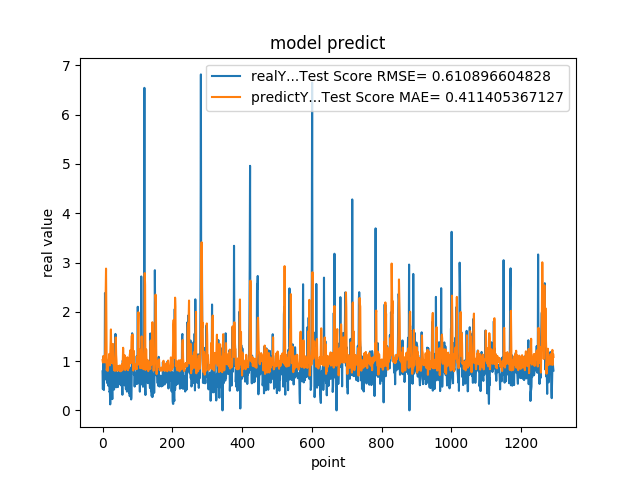 model predict
realY...Test Score RMSE= 0.610896604828
predictY...Test Score MAE= 0.411405367127
7
6
5
4
3
2
1
0
real value
0 200 400 600 800 1000 1200
point